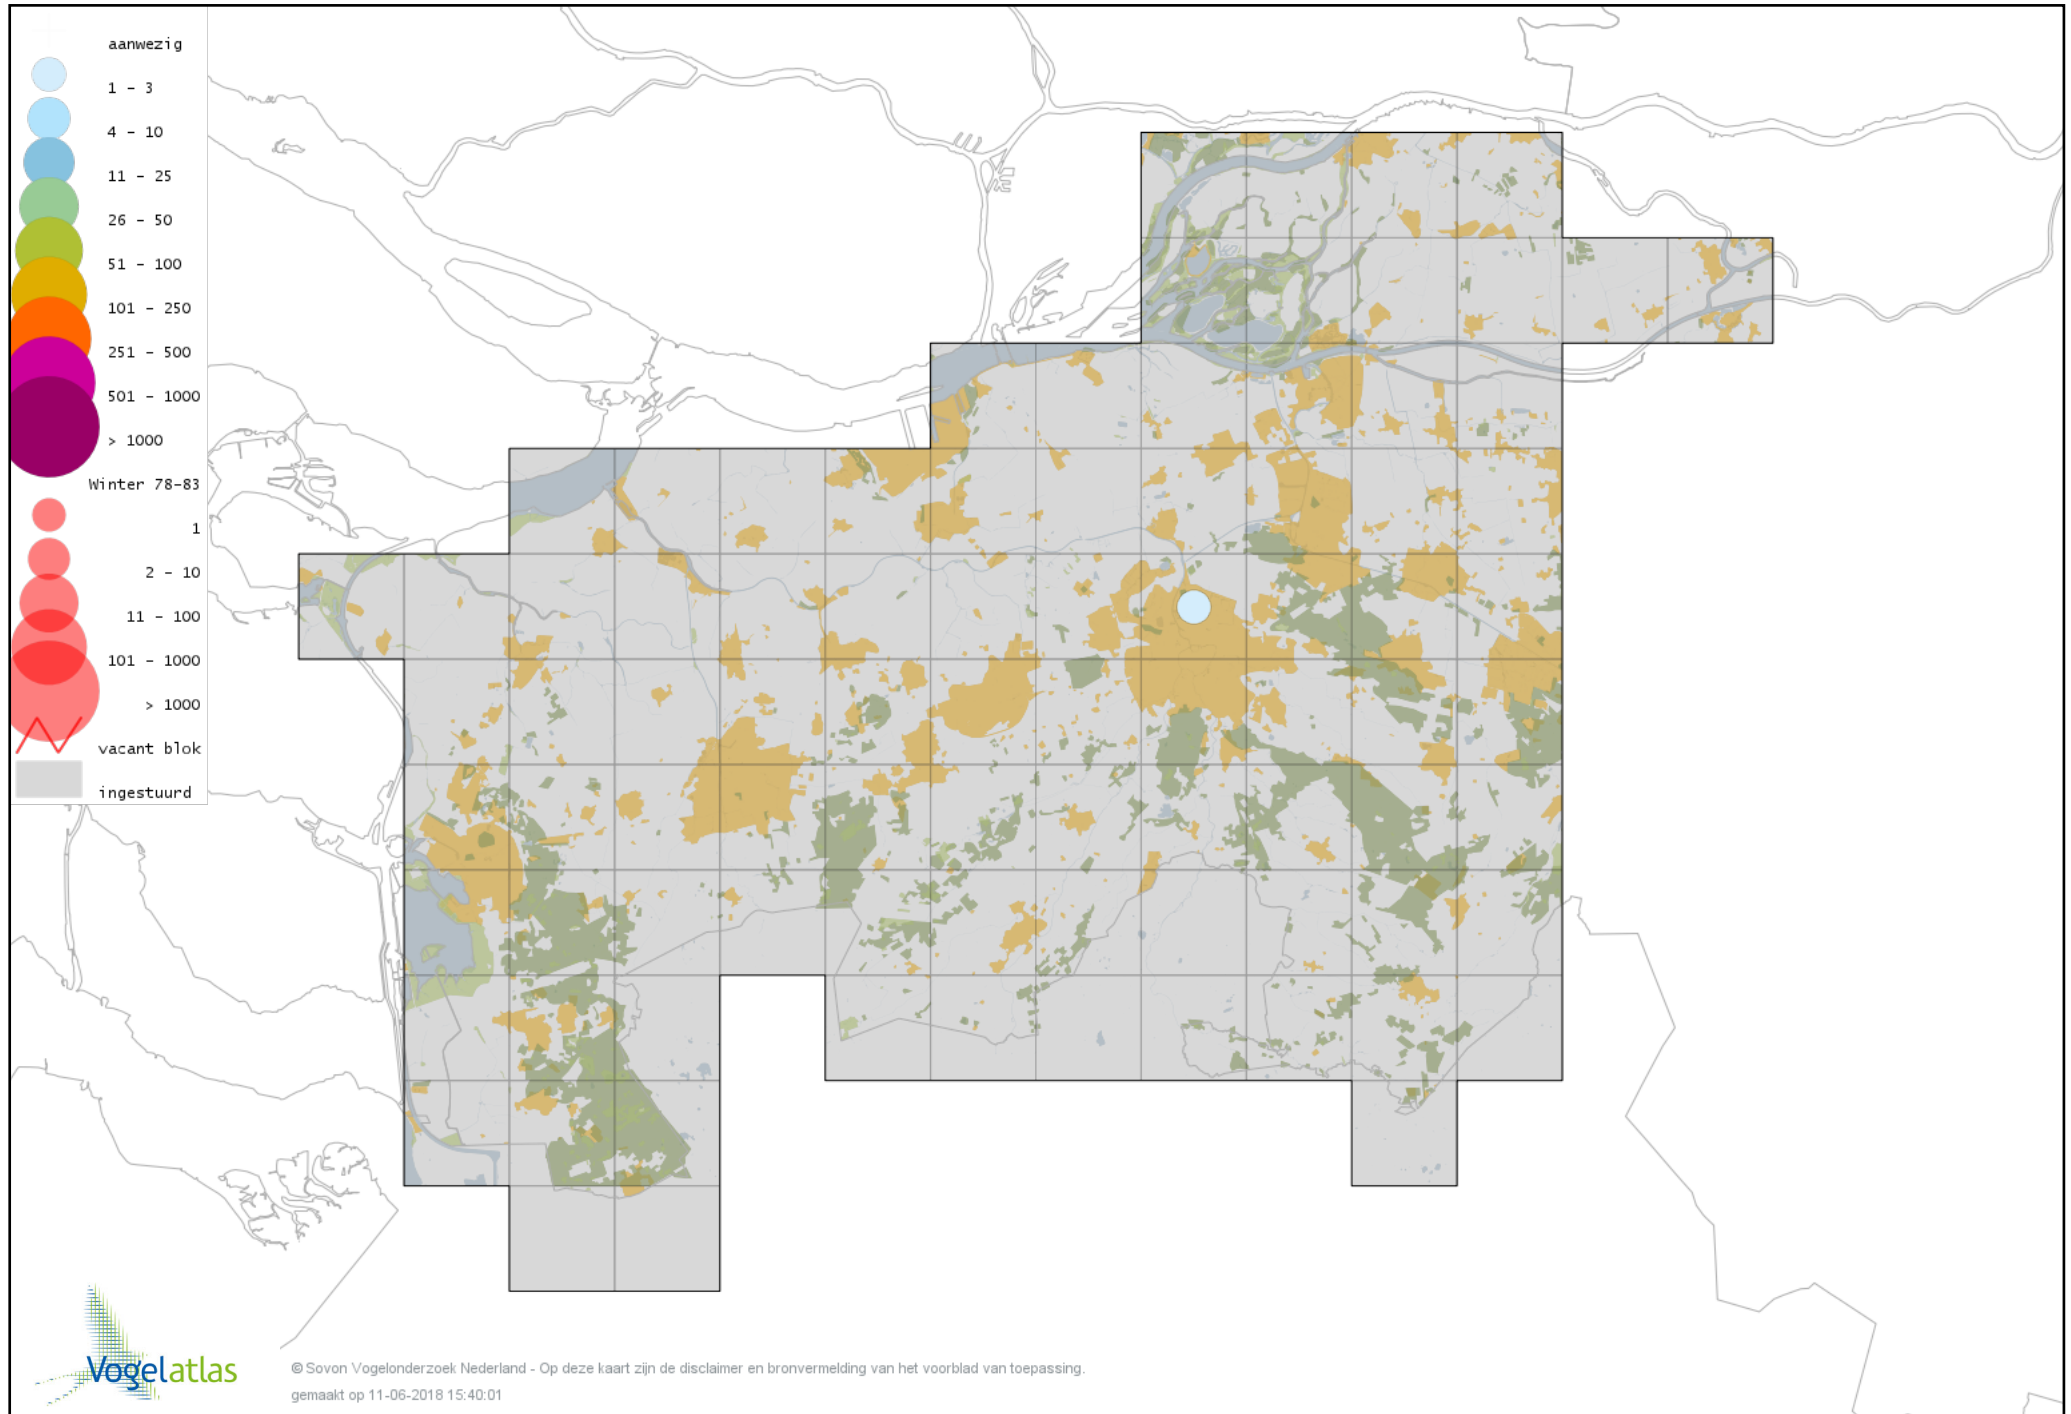 aanwezig
1 - 3
4 - 10
11 - 25
26 - 50
51 - 100
101 - 250
251 - 500
501 - 1000
> 1000
Winter 78-83
1
2 - 10
11 - 100
101 - 1000
> 1000
vacant blok
ingestuurd
Vogelatlas
© Sovon Vogelonderzoek Nederland - Op deze kaart zijn de disclaimer en bronvermelding van het voorblad van toepassing.
gemaakt op 11-06-2018 15:40:01